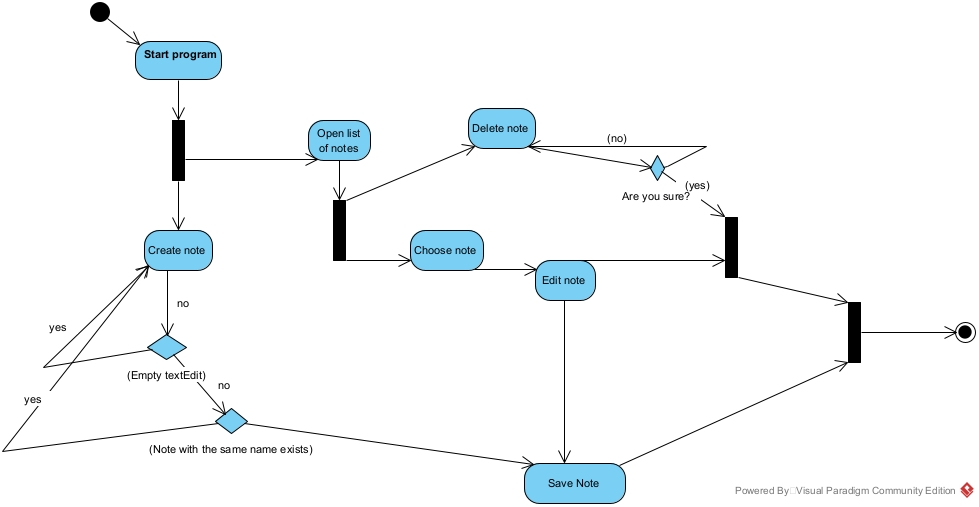 Start program
Open list
of notes
Delete note
(no)
(yes)
Are you sure?
Create note
Choose note
Edit note
no
yes
(Empty textEdit)
no
yes
(Note with the same name exists)
Save Note
Powered By Visual Paradigm Community Edition